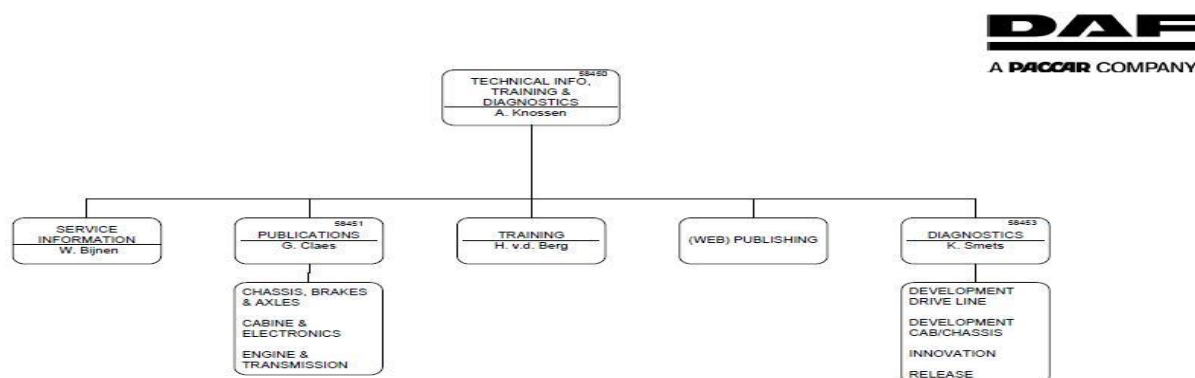 DAF
A PACCAR COMPANY
58450
TECHNICAL INFO,
TRAINING &
DIAGNOSTICS
A. Knossen
SERVICE
INFORMATION
W. Bijnen
58451
PUBLICATIONS
G. Claes
TRAINING
H. v.d. Berg
(WEB) PUBLISHING
58453
DIAGNOSTICS
K. Smets
CHASSIS, BRAKES
& AXLES
CABINE &
ELECTRONICS
ENGINE &
TRANSMISSION
DEVELOPMENT
DRIVE LINE
DEVELOPMENT
CAB/CHASSIS
INNOVATION
RELEASE